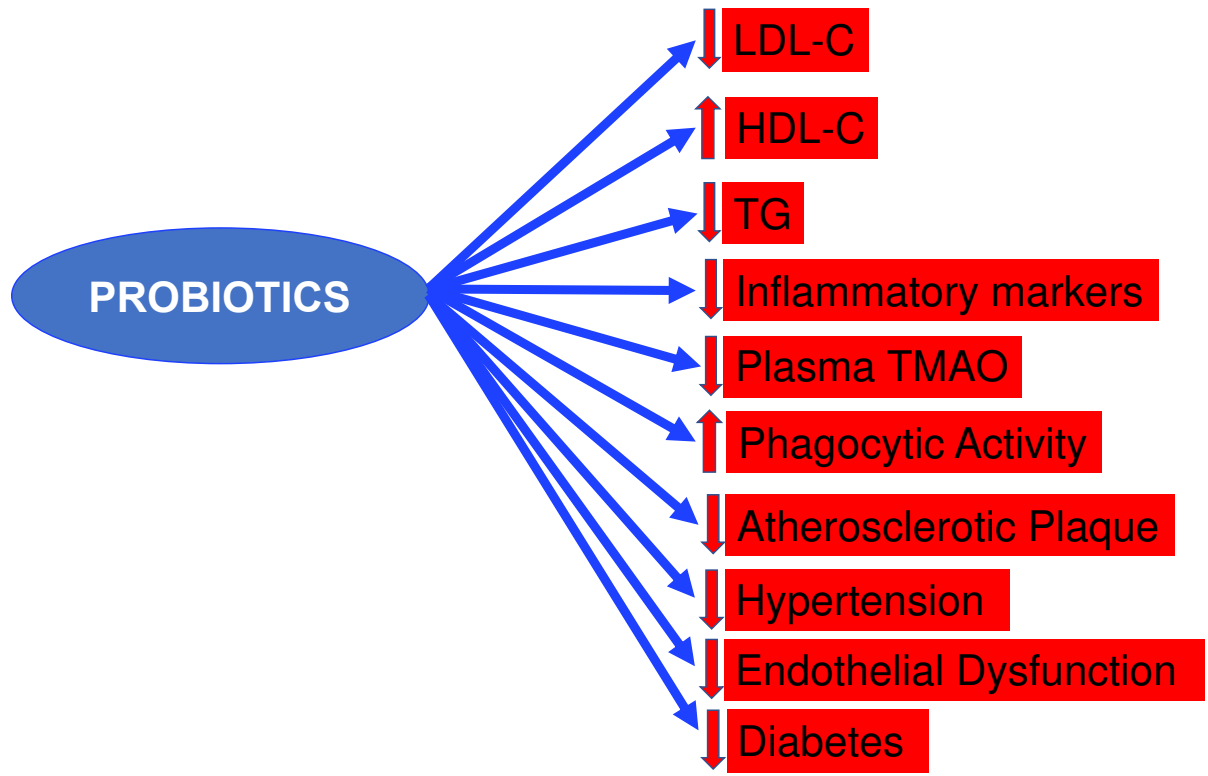 LDL-C
HDL-C
TG
PROBIOTICS
Inflammatory markers
Plasma TMAO
Phagocytic Activity
Atherosclerotic Plaque
Hypertension
Endothelial Dysfunction
Diabetes